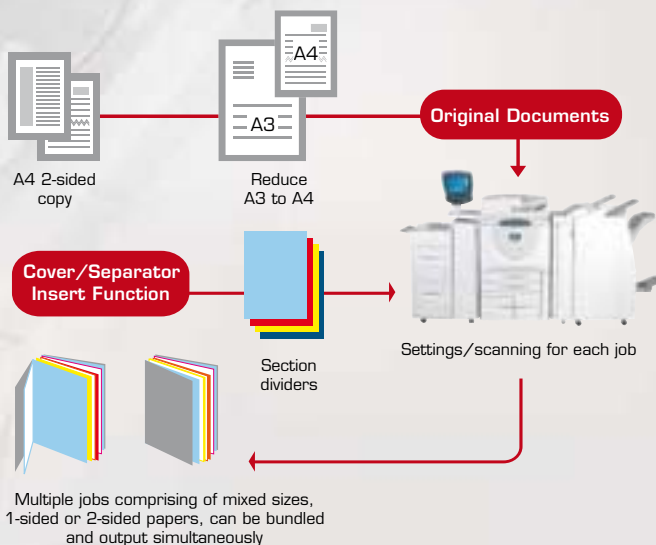 A4
A3
Original Documents
A4 2-sided
copy
Reduce
A3 to A4
Cover/Separator
Insert Function
Section
dividers
Settings/scanning for each job
Multiple jobs comprising of mixed sizes,
1-sided or 2-sided papers, can be bundled
and output simultaneously